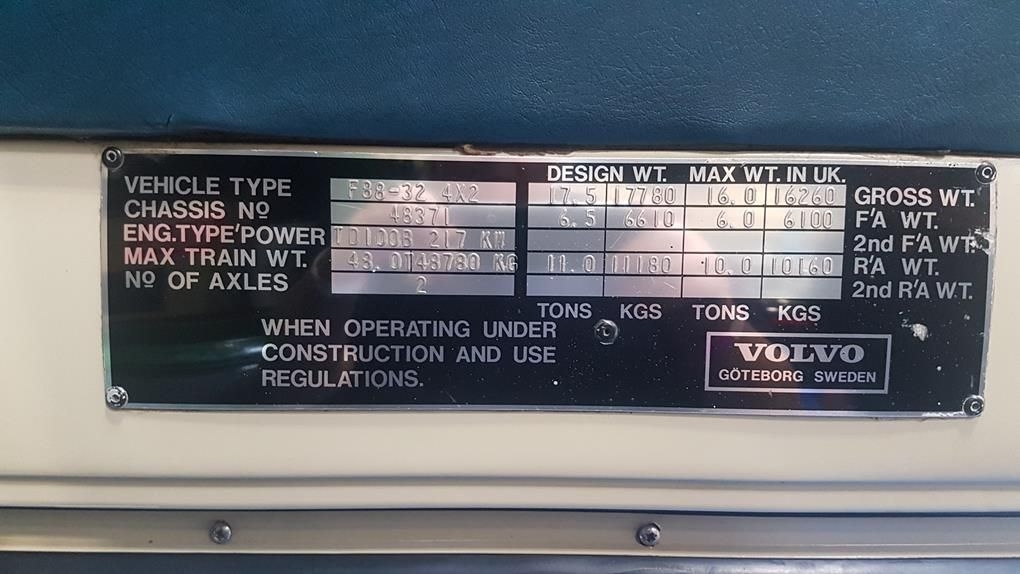 DESIGN WT. MAX WT. IN UK.
VEHICLE TYPE F88-32 4X2 17.5 17780 16.0 16260 GROSS WT.
CHASSIS Nº 48371 6.5 6610 6.0 6100 F'A WT.
ENG.TYPE'POWER TD100B 217 KW 2nd F'A WT.
MAX TRAIN WT. 43.0T43780 KG 11.0 11180 10.0 10160 R'A WT.
Nº OF AXLES 2 2nd R'A WT.
TONS KGS TONS KGS
WHEN OPERATING UNDER
CONSTRUCTION AND USE
REGULATIONS.
VOLVO
GÖTEBORG SWEDEN